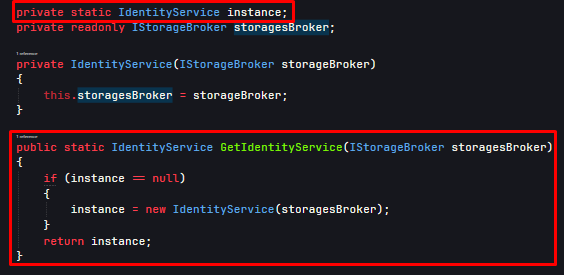 private static IdentityService instance;
private readonly IStorageBroker storagesBroker;
1 reference
private IdentityService(IStorageBroker storageBroker)
{
this.storagesBroker = storageBroker;
}
1 reference
public static IdentityService GetIdentityService(IStorageBroker storagesBroker)
{
if (instance == null)
{
instance = new IdentityService(storagesBroker);
}
return instance;
}